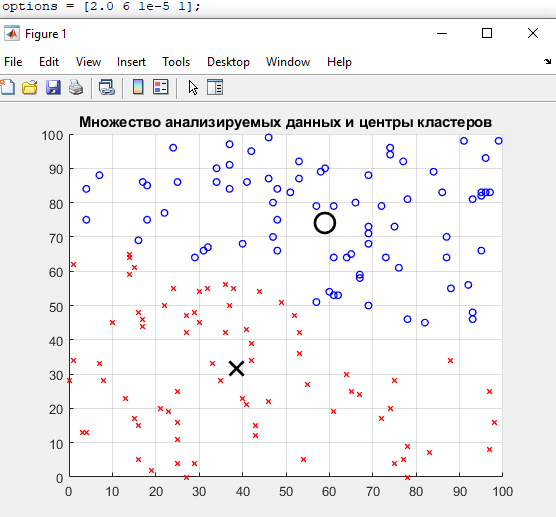 options = [2.0 6 1e-5 1];
Figure 1
File Edit View Insert Tools Desktop Window Help
Множество анализируемых данных и центры кластеров
100
90
80
70
60
50
40
30
20
10
0
0 10 20 30 40 50 60 70 80 90 100